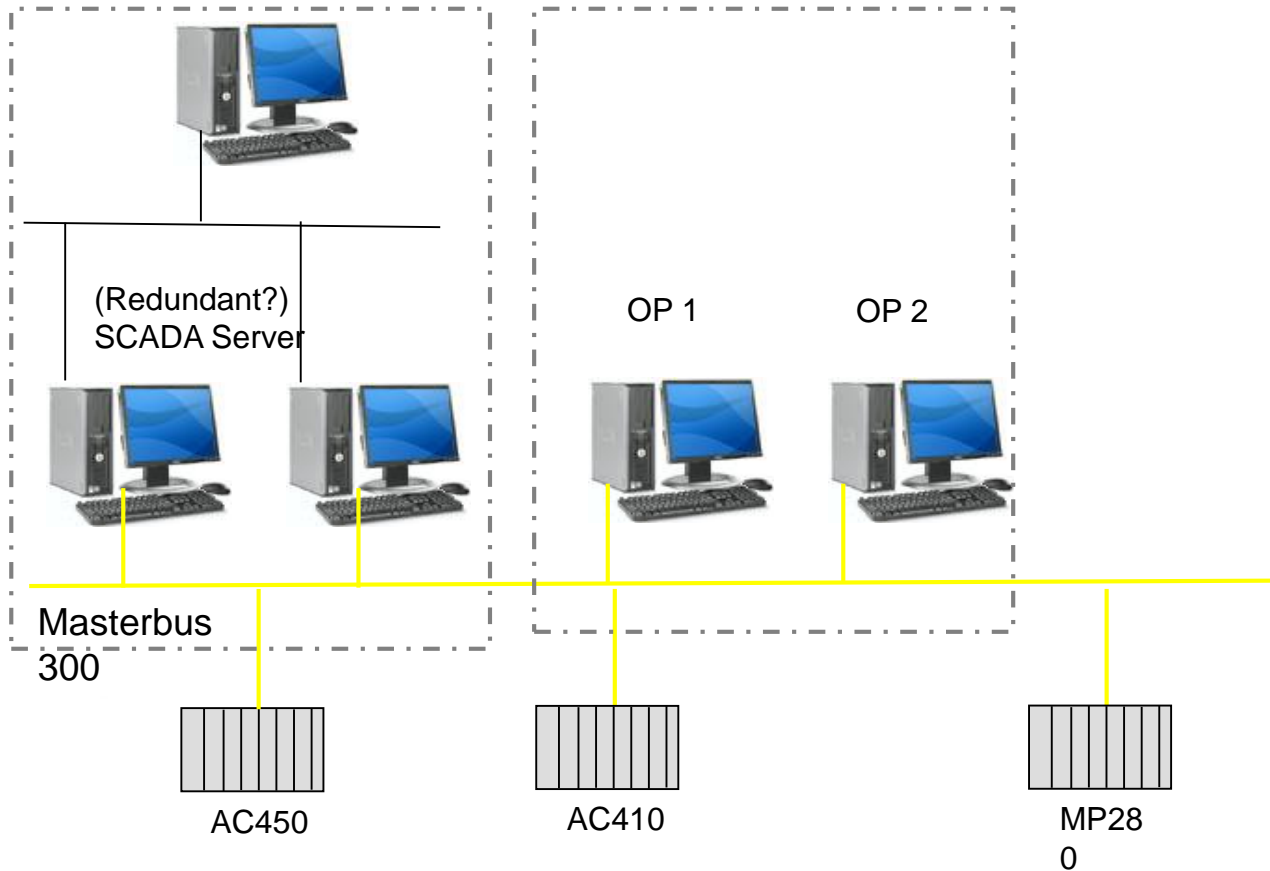 (Redundant?)
SCADA Server
OP 1
OP 2
Masterbus
300
AC450
AC410
MP28
0